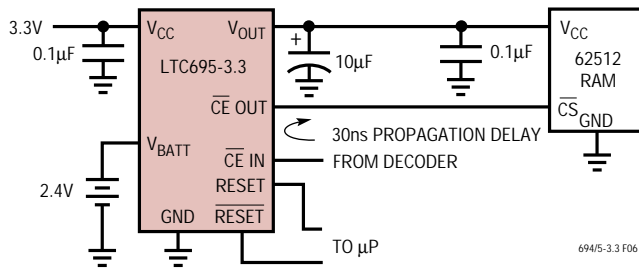 3.3V
0.1μF
VCC
VOUT
LTC695-3.3
+
10μF
0.1μF
VCC
62512
RAM
CE OUT
CS
GND
30ns PROPAGATION DELAY
VBATT
CE IN
FROM DECODER
2.4V
RESET
GND
RESET
TO μP
694/5-3.3 F06